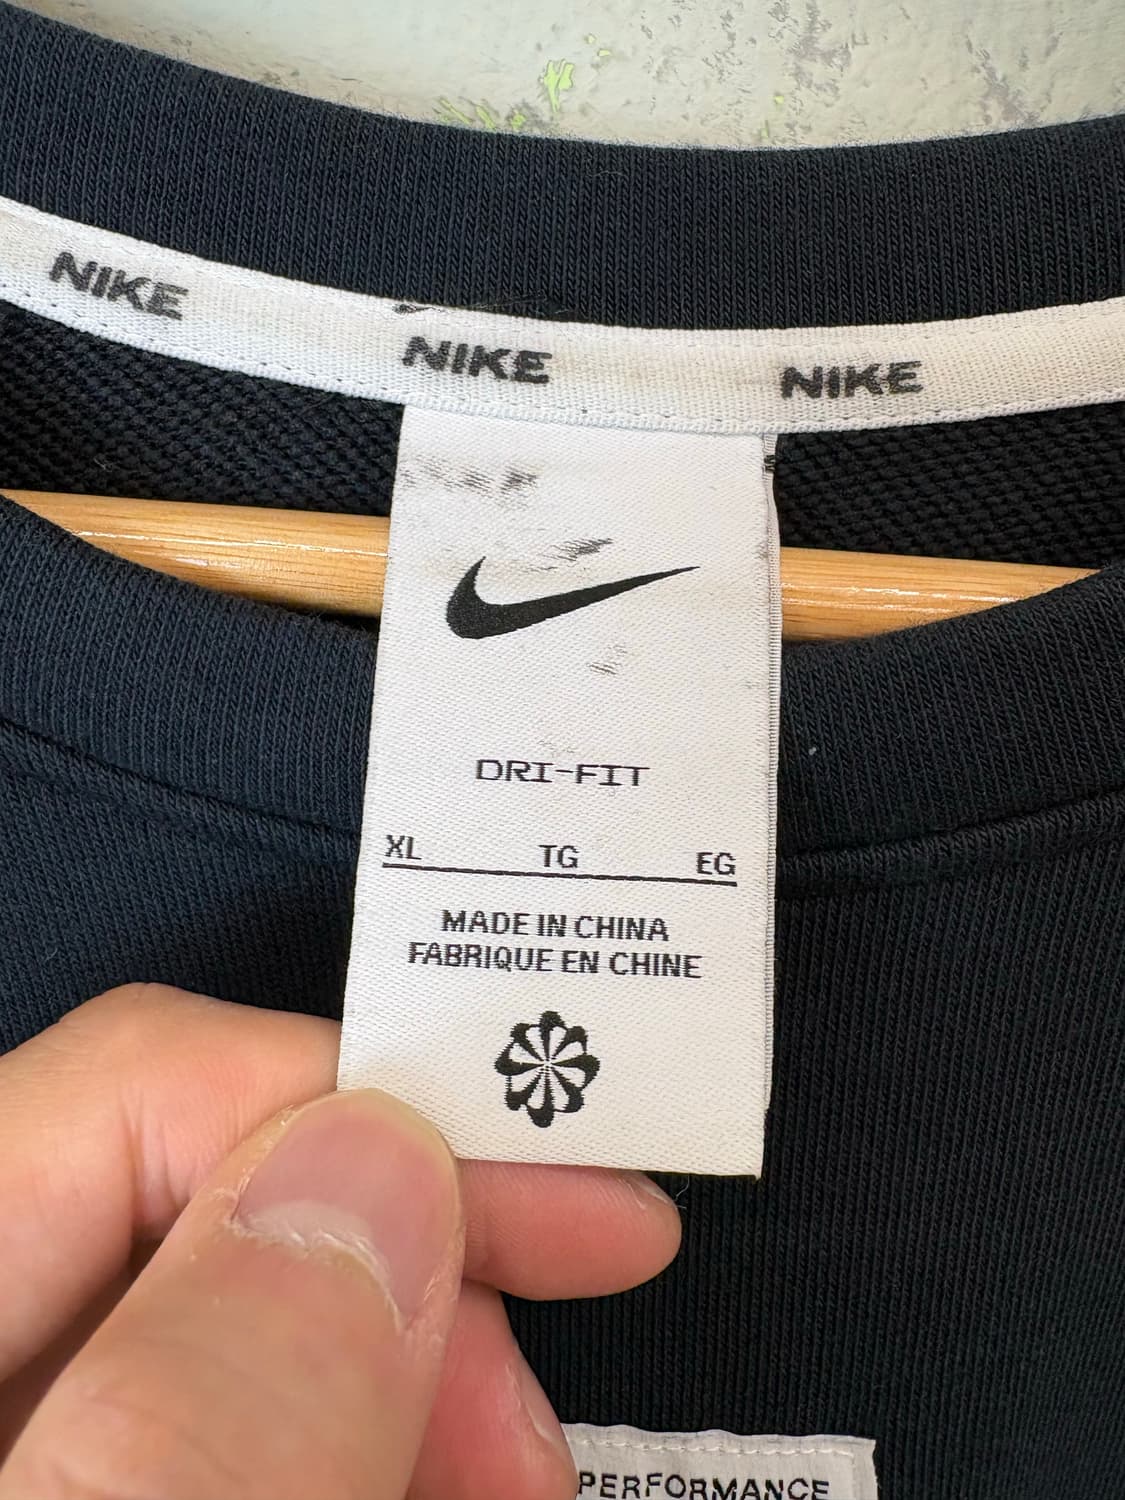 NIKE NIKE NIKE
DRI-FIT
XL TG EG
MADE IN CHINA
FABRIQUE EN CHINE
PERFORMANCE